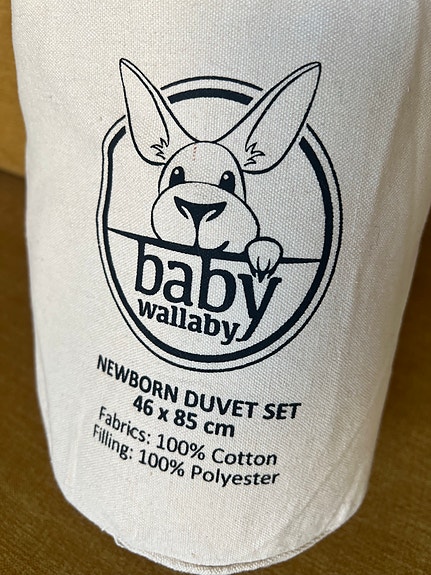 baby
wallaby
NEWBORN DUVET SET
46 x 85 cm
Fabrics: 100% Cotton
Filling: 100% Polyester